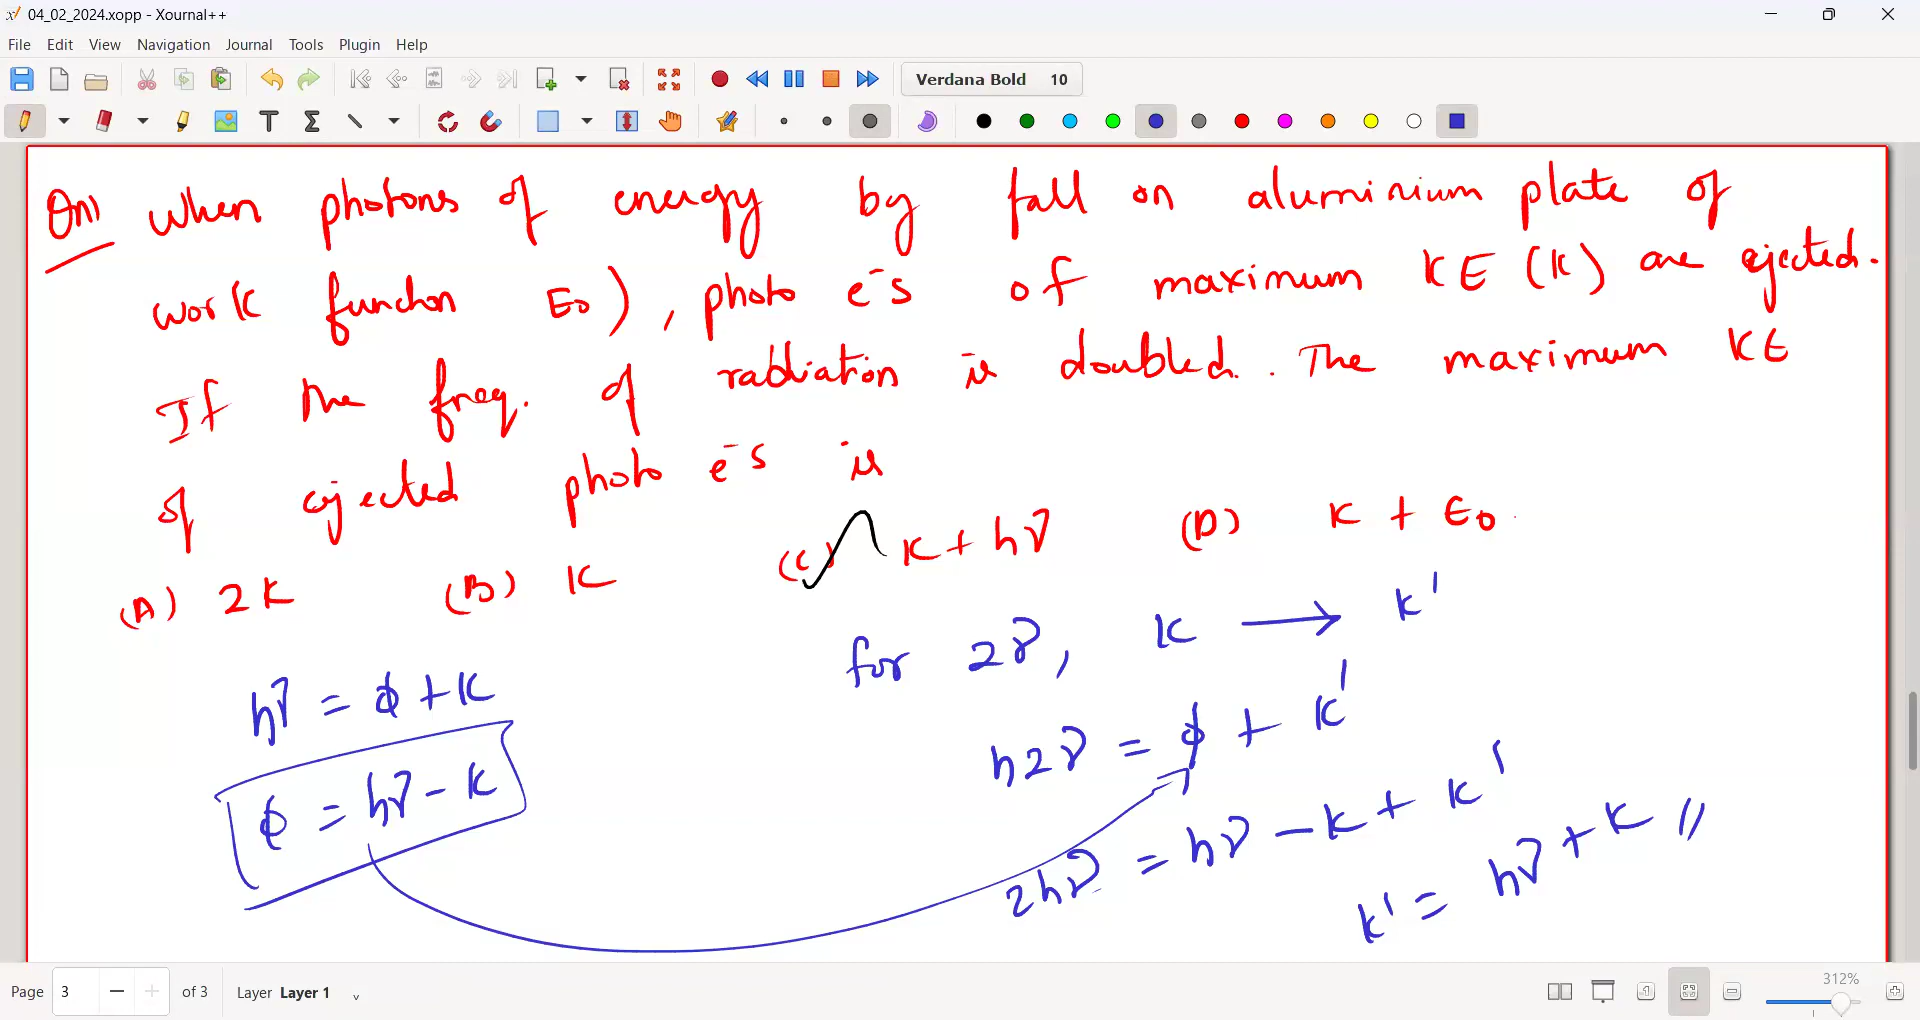 04_02_2024.xopp - Xournal++
File Edit View Navigation Journal Tools Plugin Help
Verdana Bold 10
Qn) When photons of energy by fall on aluminium plate of
work function E0), photo e-s of maximum KE (K) are ejected.
If the freq. of radiation is doubled. The maximum KE
of ejected photo e-s is
(A) 2K (B) K (C) K + hν (D) K + E0
for 2ν, K → K'
hν = ϕ + K
h2ν = ϕ + K'
ϕ = hν - K
2hν = hν - K + K'
K' = hν + K //
Page 3 of 3 Layer Layer 1 312%